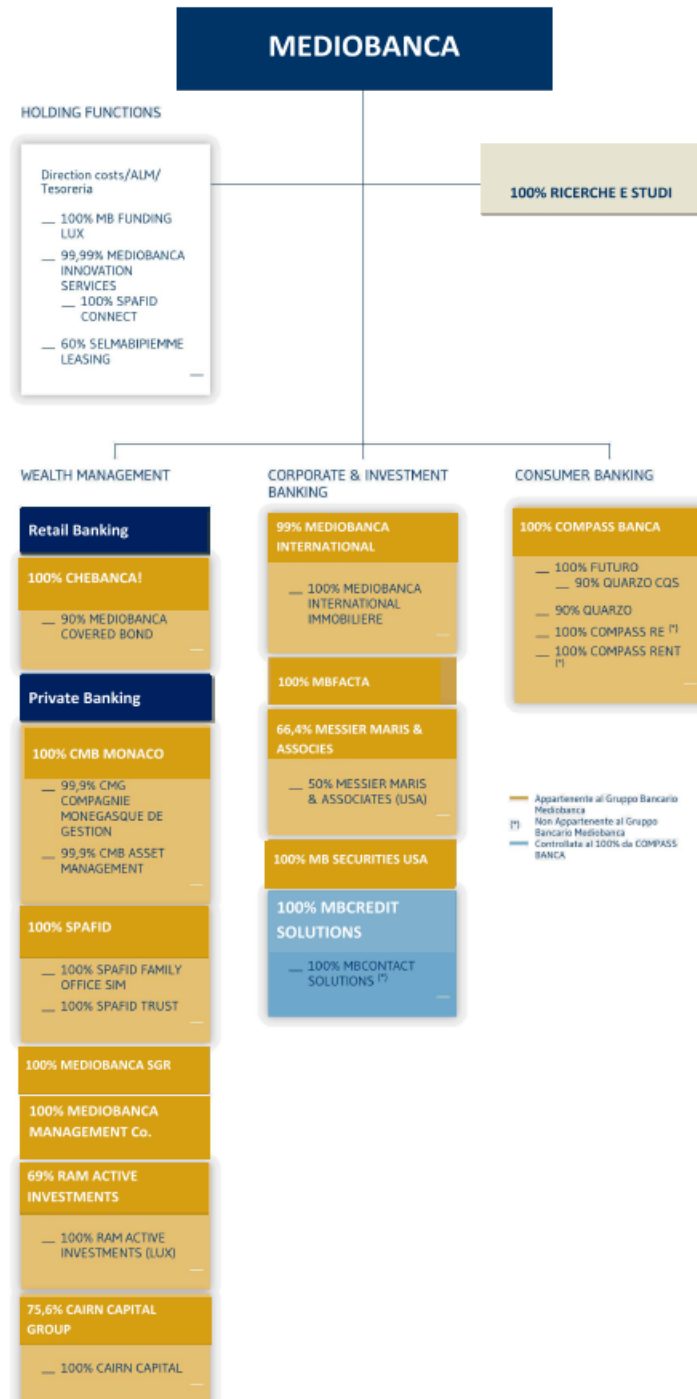 MEDIOBANCA
HOLDING FUNCTIONS
Direction costs/ALM/
Tesoreria
— 100% MB FUNDING
LUX
— 99,99% MEDIOBANCA
INNOVATION
SERVICES
— 100% SPAFID
CONNECT
— 60% SELMABIPIEMME
LEASING
100% RICERCHE E STUDI
WEALTH MANAGEMENT
Retail Banking
100% CHEBANCA!
— 90% MEDIOBANCA
COVERED BOND
Private Banking
100% CMB MONACO
— 99,9% CMG
COMPAGNIE
MONEGASQUE DE
GESTION
— 99,9% CMB ASSET
MANAGEMENT
100% SPAFID
— 100% SPAFID FAMILY
OFFICE SIM
— 100% SPAFID TRUST
100% MEDIOBANCA SGR
100% MEDIOBANCA
MANAGEMENT Co.
69% RAM ACTIVE
INVESTMENTS
— 100% RAM ACTIVE
INVESTMENTS (LUX)
75,6% CAIRN CAPITAL
GROUP
— 100% CAIRN CAPITAL
CORPORATE & INVESTMENT
BANKING
99% MEDIOBANCA
INTERNATIONAL
— 100% MEDIOBANCA
INTERNATIONAL
IMMOBILIERE
100% MBFACTA
66,4% MESSIER MARIS &
ASSOCIES
— 50% MESSIER MARIS
& ASSOCIATES (USA)
100% MB SECURITIES USA
100% MBCREDIT
SOLUTIONS
— 100% MBCONTACT
SOLUTIONS (*)
CONSUMER BANKING
100% COMPASS BANCA
— 100% FUTURO
— 90% QUARZO CQS
— 90% QUARZO
— 100% COMPASS RE (*)
— 100% COMPASS RENT
(*)
Appartenente al Gruppo Bancario
Mediobanca
(*) Non Appartenente al Gruppo
Bancario Mediobanca
Controllata al 100% da COMPASS
BANCA